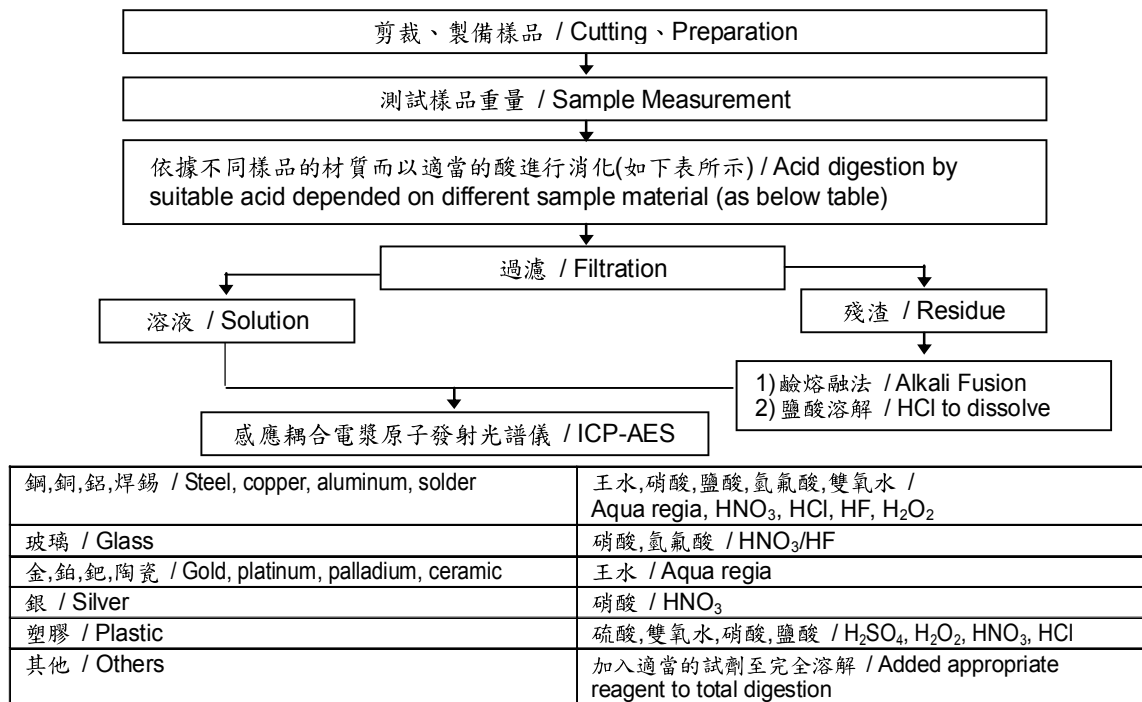 剪裁、製備樣品 / Cutting、Preparation
測試樣品重量 / Sample Measurement
依據不同樣品的材質而以適當的酸進行消化(如下表所示) / Acid digestion by
suitable acid depended on different sample material (as below table)
過濾 / Filtration
溶液 / Solution
殘渣 / Residue
1) 鹼熔融法 / Alkali Fusion
2) 鹽酸溶解 / HCl to dissolve
感應耦合電漿原子發射光譜儀 / ICP-AES
鋼,銅,鋁,焊錫 / Steel, copper, aluminum, solder
王水,硝酸,鹽酸,氫氟酸,雙氧水 /
Aqua regia, HNO₃, HCl, HF, H₂O₂
玻璃 / Glass
硝酸,氫氟酸 / HNO₃/HF
金,鉑,鈀,陶瓷 / Gold, platinum, palladium, ceramic
王水 / Aqua regia
銀 / Silver
硝酸 / HNO₃
塑膠 / Plastic
硫酸,雙氧水,硝酸,鹽酸 / H₂SO₄, H₂O₂, HNO₃, HCl
其他 / Others
加入適當的試劑至完全溶解 / Added appropriate
reagent to total digestion